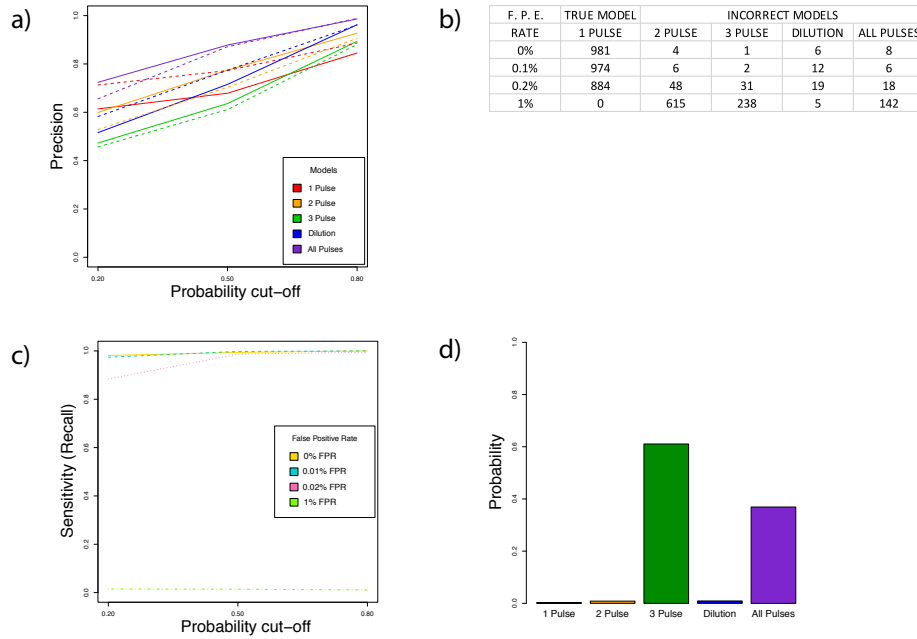 a)
Precision
1.0
0.8
0.6
0.4
0.2
0.0
Models
1 Pulse
2 Pulse
3 Pulse
Dilution
All Pulses
0.20 0.50 0.80
Probability cut-off
b)
F. P. E. TRUE MODEL INCORRECT MODELS
RATE 1 PULSE 2 PULSE 3 PULSE DILUTION ALL PULSES
0% 981 4 1 6 8
0.1% 974 6 2 12 6
0.2% 884 48 31 19 18
1% 0 615 238 5 142
c)
Sensitivity (Recall)
1.0
0.8
0.6
0.4
0.2
0.0
False Positive Rate
0% FPR
0.01% FPR
0.02% FPR
1% FPR
0.20 0.50 0.80
Probability cut-off
d)
Probability
1.0
0.8
0.6
0.4
0.2
0.0
1 Pulse 2 Pulse 3 Pulse Dilution All Pulses